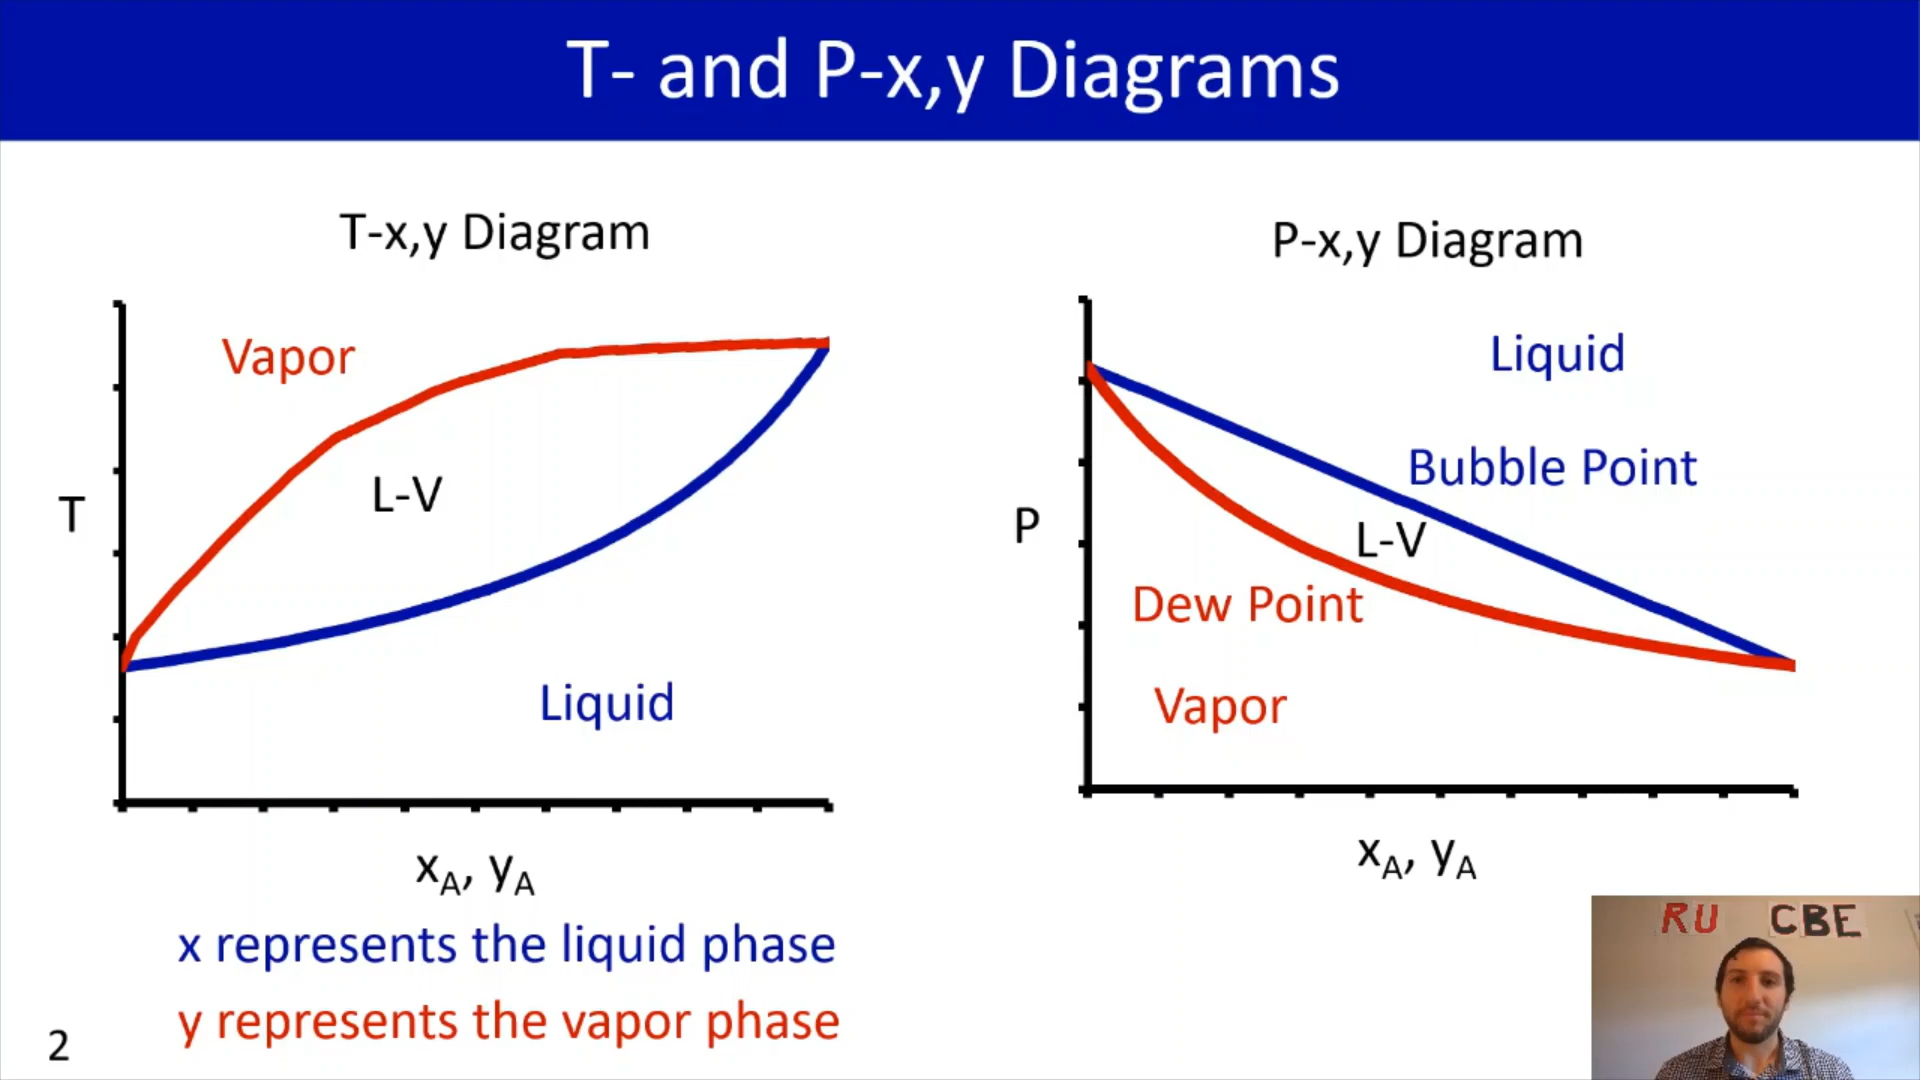 T- and P-x,y Diagrams
T-x,y Diagram
Vapor
L-V
T
Liquid
xA, yA
x represents the liquid phase
y represents the vapor phase
2
P-x,y Diagram
Liquid
Bubble Point
L-V
P
Dew Point
Vapor
xA, yA
RU CBE